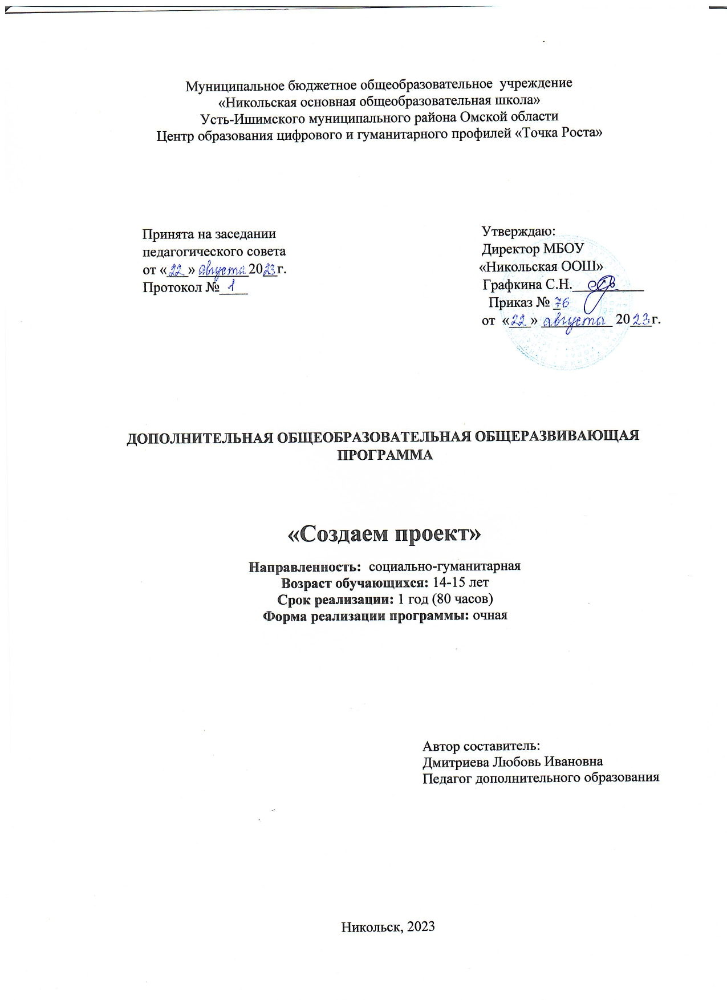 Муниципальное бюджетное общеобразовательное учреждение
«Никольская основная общеобразовательная школа»
Усть-Ишимского муниципального района Омской области
Центр образования цифрового и гуманитарного профилей «Точка Роста»
Принята на заседании
педагогического совета
от «22» августа 2023 г.
Протокол № 1
Утверждаю:
Директор МБОУ
«Никольская ООШ»
Графкина С.Н.
Приказ № 76
от «22» августа 2023 г.
ДОПОЛНИТЕЛЬНАЯ ОБЩЕОБРАЗОВАТЕЛЬНАЯ ОБЩЕРАЗВИВАЮЩАЯ
ПРОГРАММА
«Создаем проект»
Направленность: социально-гуманитарная
Возраст обучающихся: 14-15 лет
Срок реализации: 1 год (80 часов)
Форма реализации программы: очная
Автор составитель:
Дмитриева Любовь Ивановна
Педагог дополнительного образования
Никольск, 2023